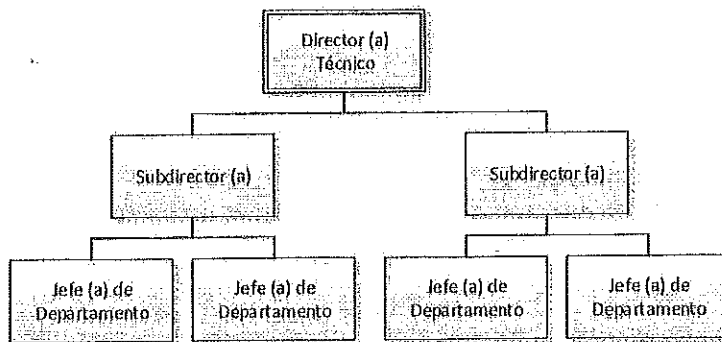 Director (a)
Técnico
Subdirector (a)
Subdirector (a)
Jefe (a) de
Departamento
Jefe (a) de
Departamento
Jefe (a) de
Departamento
Jefe (a) de
Departamento